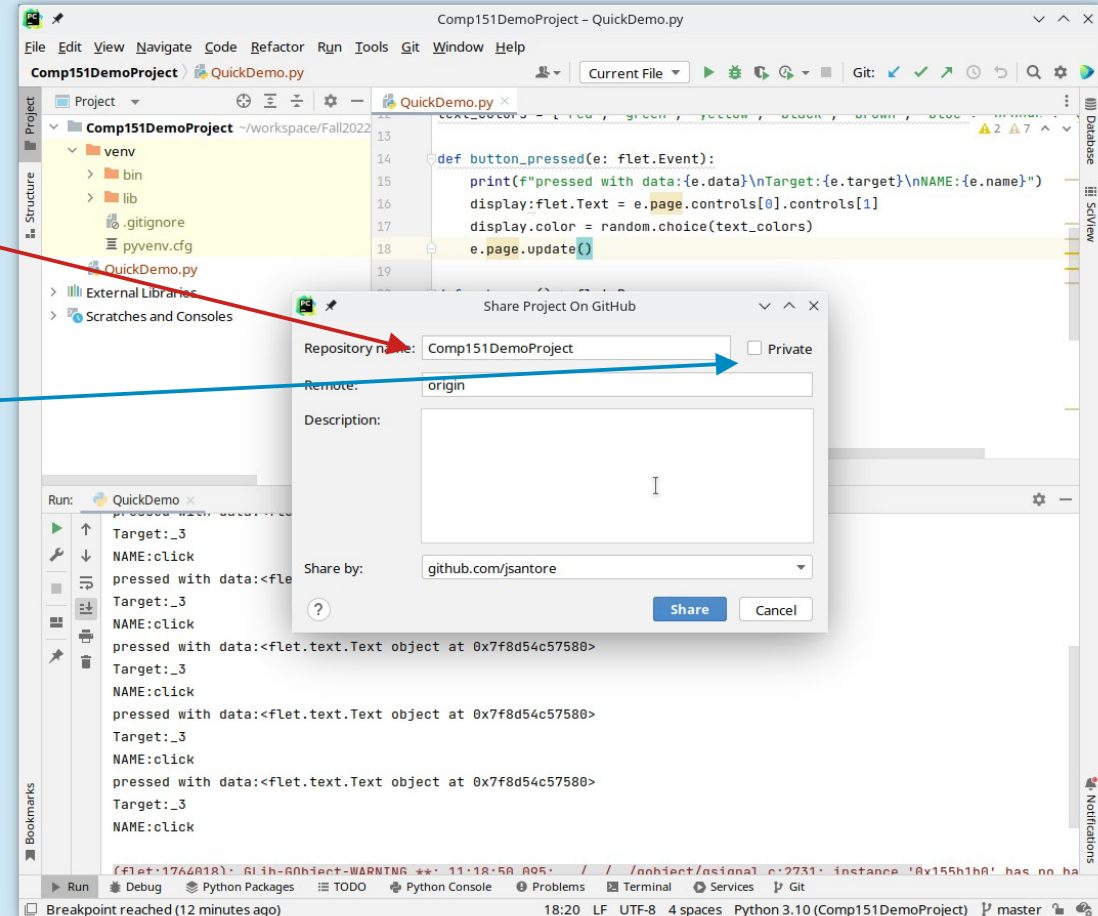 Comp151DemoProject – QuickDemo.py
File Edit View Navigate Code Refactor Run Tools Git Window Help
Comp151DemoProject QuickDemo.py Current File Git:
Project QuickDemo.py
Project
Structure
Bookmarks
Comp151DemoProject ~/workspace/Fall2022
venv
bin
lib
.gitignore
pyvenv.cfg
QuickDemo.py
External Libraries
Scratches and Consoles
2 7
13
14 def button_pressed(e: flet.Event):
15 print(f"pressed with data:{e.data}\nTarget:{e.target}\nNAME:{e.name}")
16 display:flet.Text = e.page.controls[0].controls[1]
17 display.color = random.choice(text_colors)
18 e.page.update()
19
Database
SciView
Notifications
Share Project On GitHub
Repository name: Comp151DemoProject Private
Remote: origin
Description:
Share by: github.com/jsantore
? Share Cancel
Run: QuickDemo
Target:_3
NAME:click
pressed with data:<fle
Target:_3
NAME:click
pressed with data:<flet.text.Text object at 0x7f8d54c57580>
Target:_3
NAME:click
pressed with data:<flet.text.Text object at 0x7f8d54c57580>
Target:_3
NAME:click
pressed with data:<flet.text.Text object at 0x7f8d54c57580>
Target:_3
NAME:click
Run Debug Python Packages TODO Python Console Problems Terminal Services Git
Breakpoint reached (12 minutes ago) 18:20 LF UTF-8 4 spaces Python 3.10 (Comp151DemoProject) master